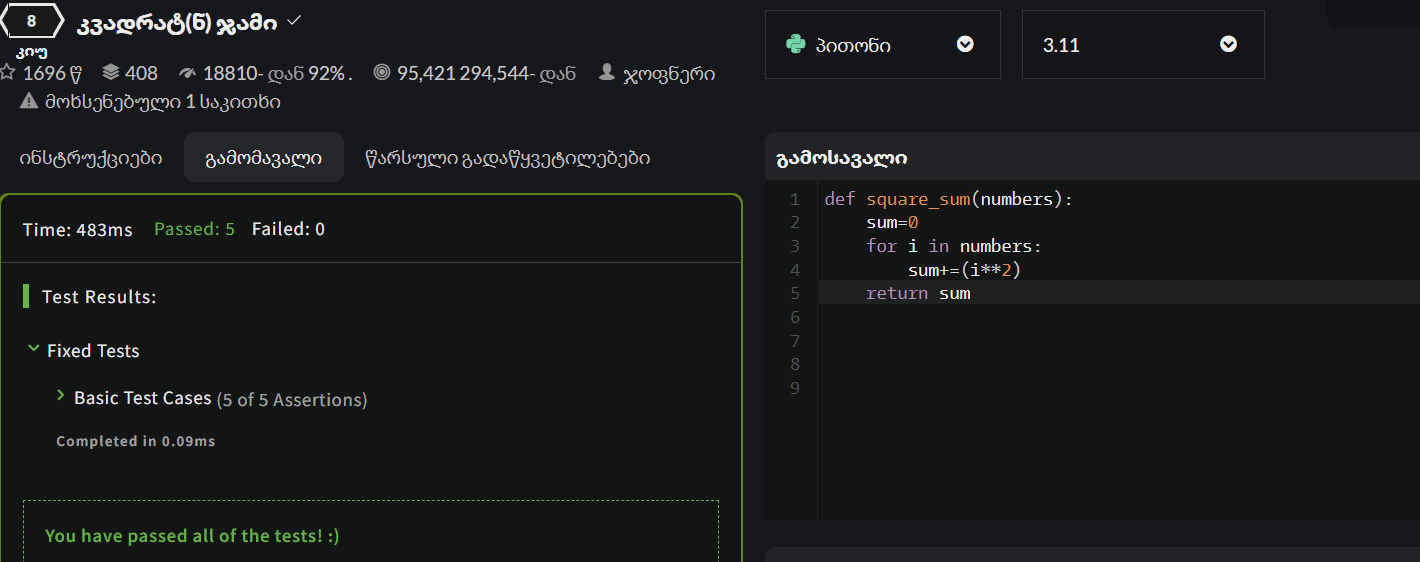 8 კვადრატ(ნ) ჯამი
კიუ
1696 წ 408 18810- დან 92% . 95,421 294,544- დან ჯოფნერი
მოხსენებული 1 საკითხი
ინსტრუქციები გამომავალი წარსული გადაწყვეტილებები
Time: 483ms Passed: 5 Failed: 0
Test Results:
Fixed Tests
Basic Test Cases (5 of 5 Assertions)
Completed in 0.09ms
You have passed all of the tests! :)
პითონი 3.11
გამოსავალი
1 def square_sum(numbers):
2     sum=0
3     for i in numbers:
4         sum+=(i**2)
5     return sum
6
7
8
9